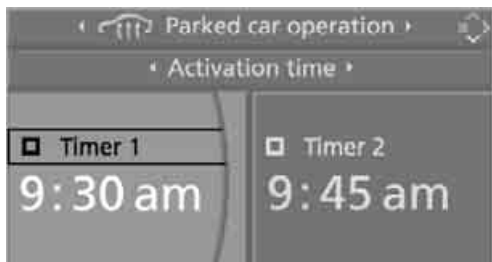 Parked car operation
Activation time
Timer 1
9:30 am
Timer 2
9:45 am